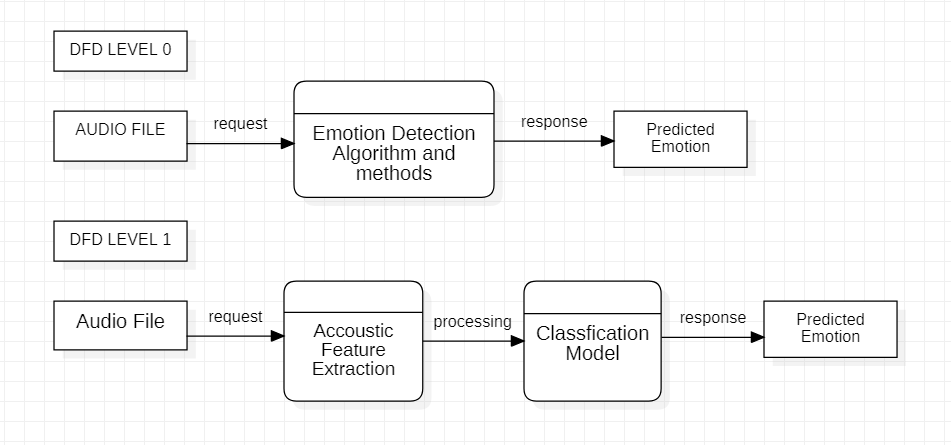 DFD LEVEL 0
AUDIO FILE
request
Emotion Detection
Algorithm and
methods
response
Predicted
Emotion
DFD LEVEL 1
Audio File
request
Accoustic
Feature
Extraction
processing
Classfication
Model
response
Predicted
Emotion